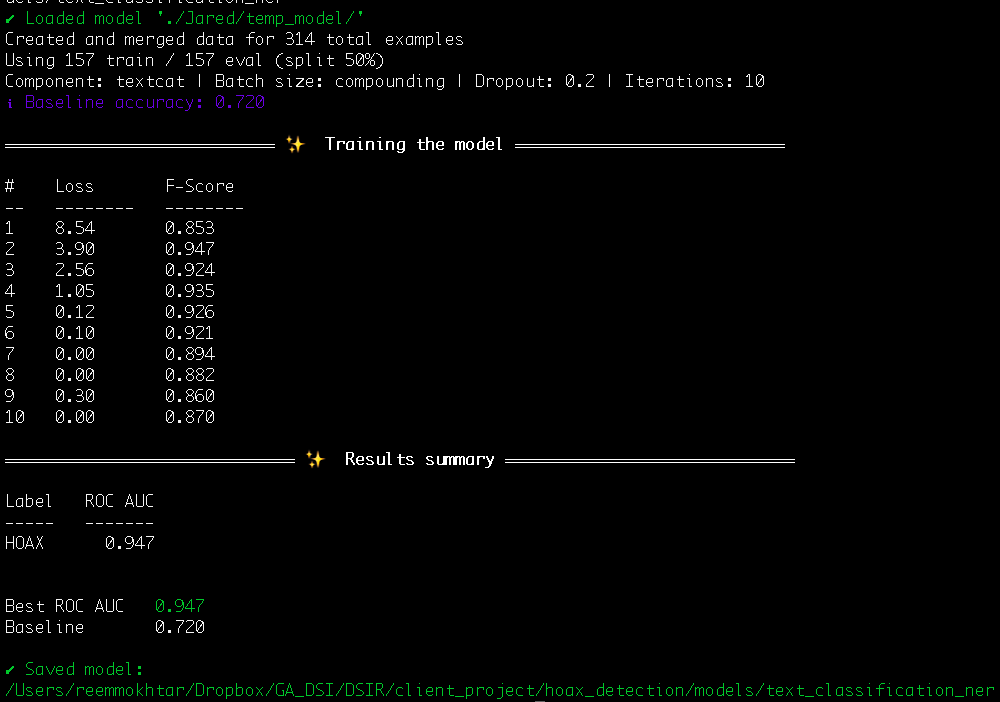 ✔ Loaded model './Jared/temp_model/'
Created and merged data for 314 total examples
Using 157 train / 157 eval (split 50%)
Component: textcat | Batch size: compounding | Dropout: 0.2 | Iterations: 10
ℹ Baseline accuracy: 0.720
✨ Training the model
# Loss F-Score
-- -------- --------
1 8.54 0.853
2 3.90 0.947
3 2.56 0.924
4 1.05 0.935
5 0.12 0.926
6 0.10 0.921
7 0.00 0.894
8 0.00 0.882
9 0.30 0.860
10 0.00 0.870
✨ Results summary
Label ROC AUC
----- -------
HOAX 0.947
Best ROC AUC 0.947
Baseline 0.720
✔ Saved model:
/Users/reemmokhtar/Dropbox/GA_DSI/DSIR/client_project/hoax_detection/models/text_classification_ner